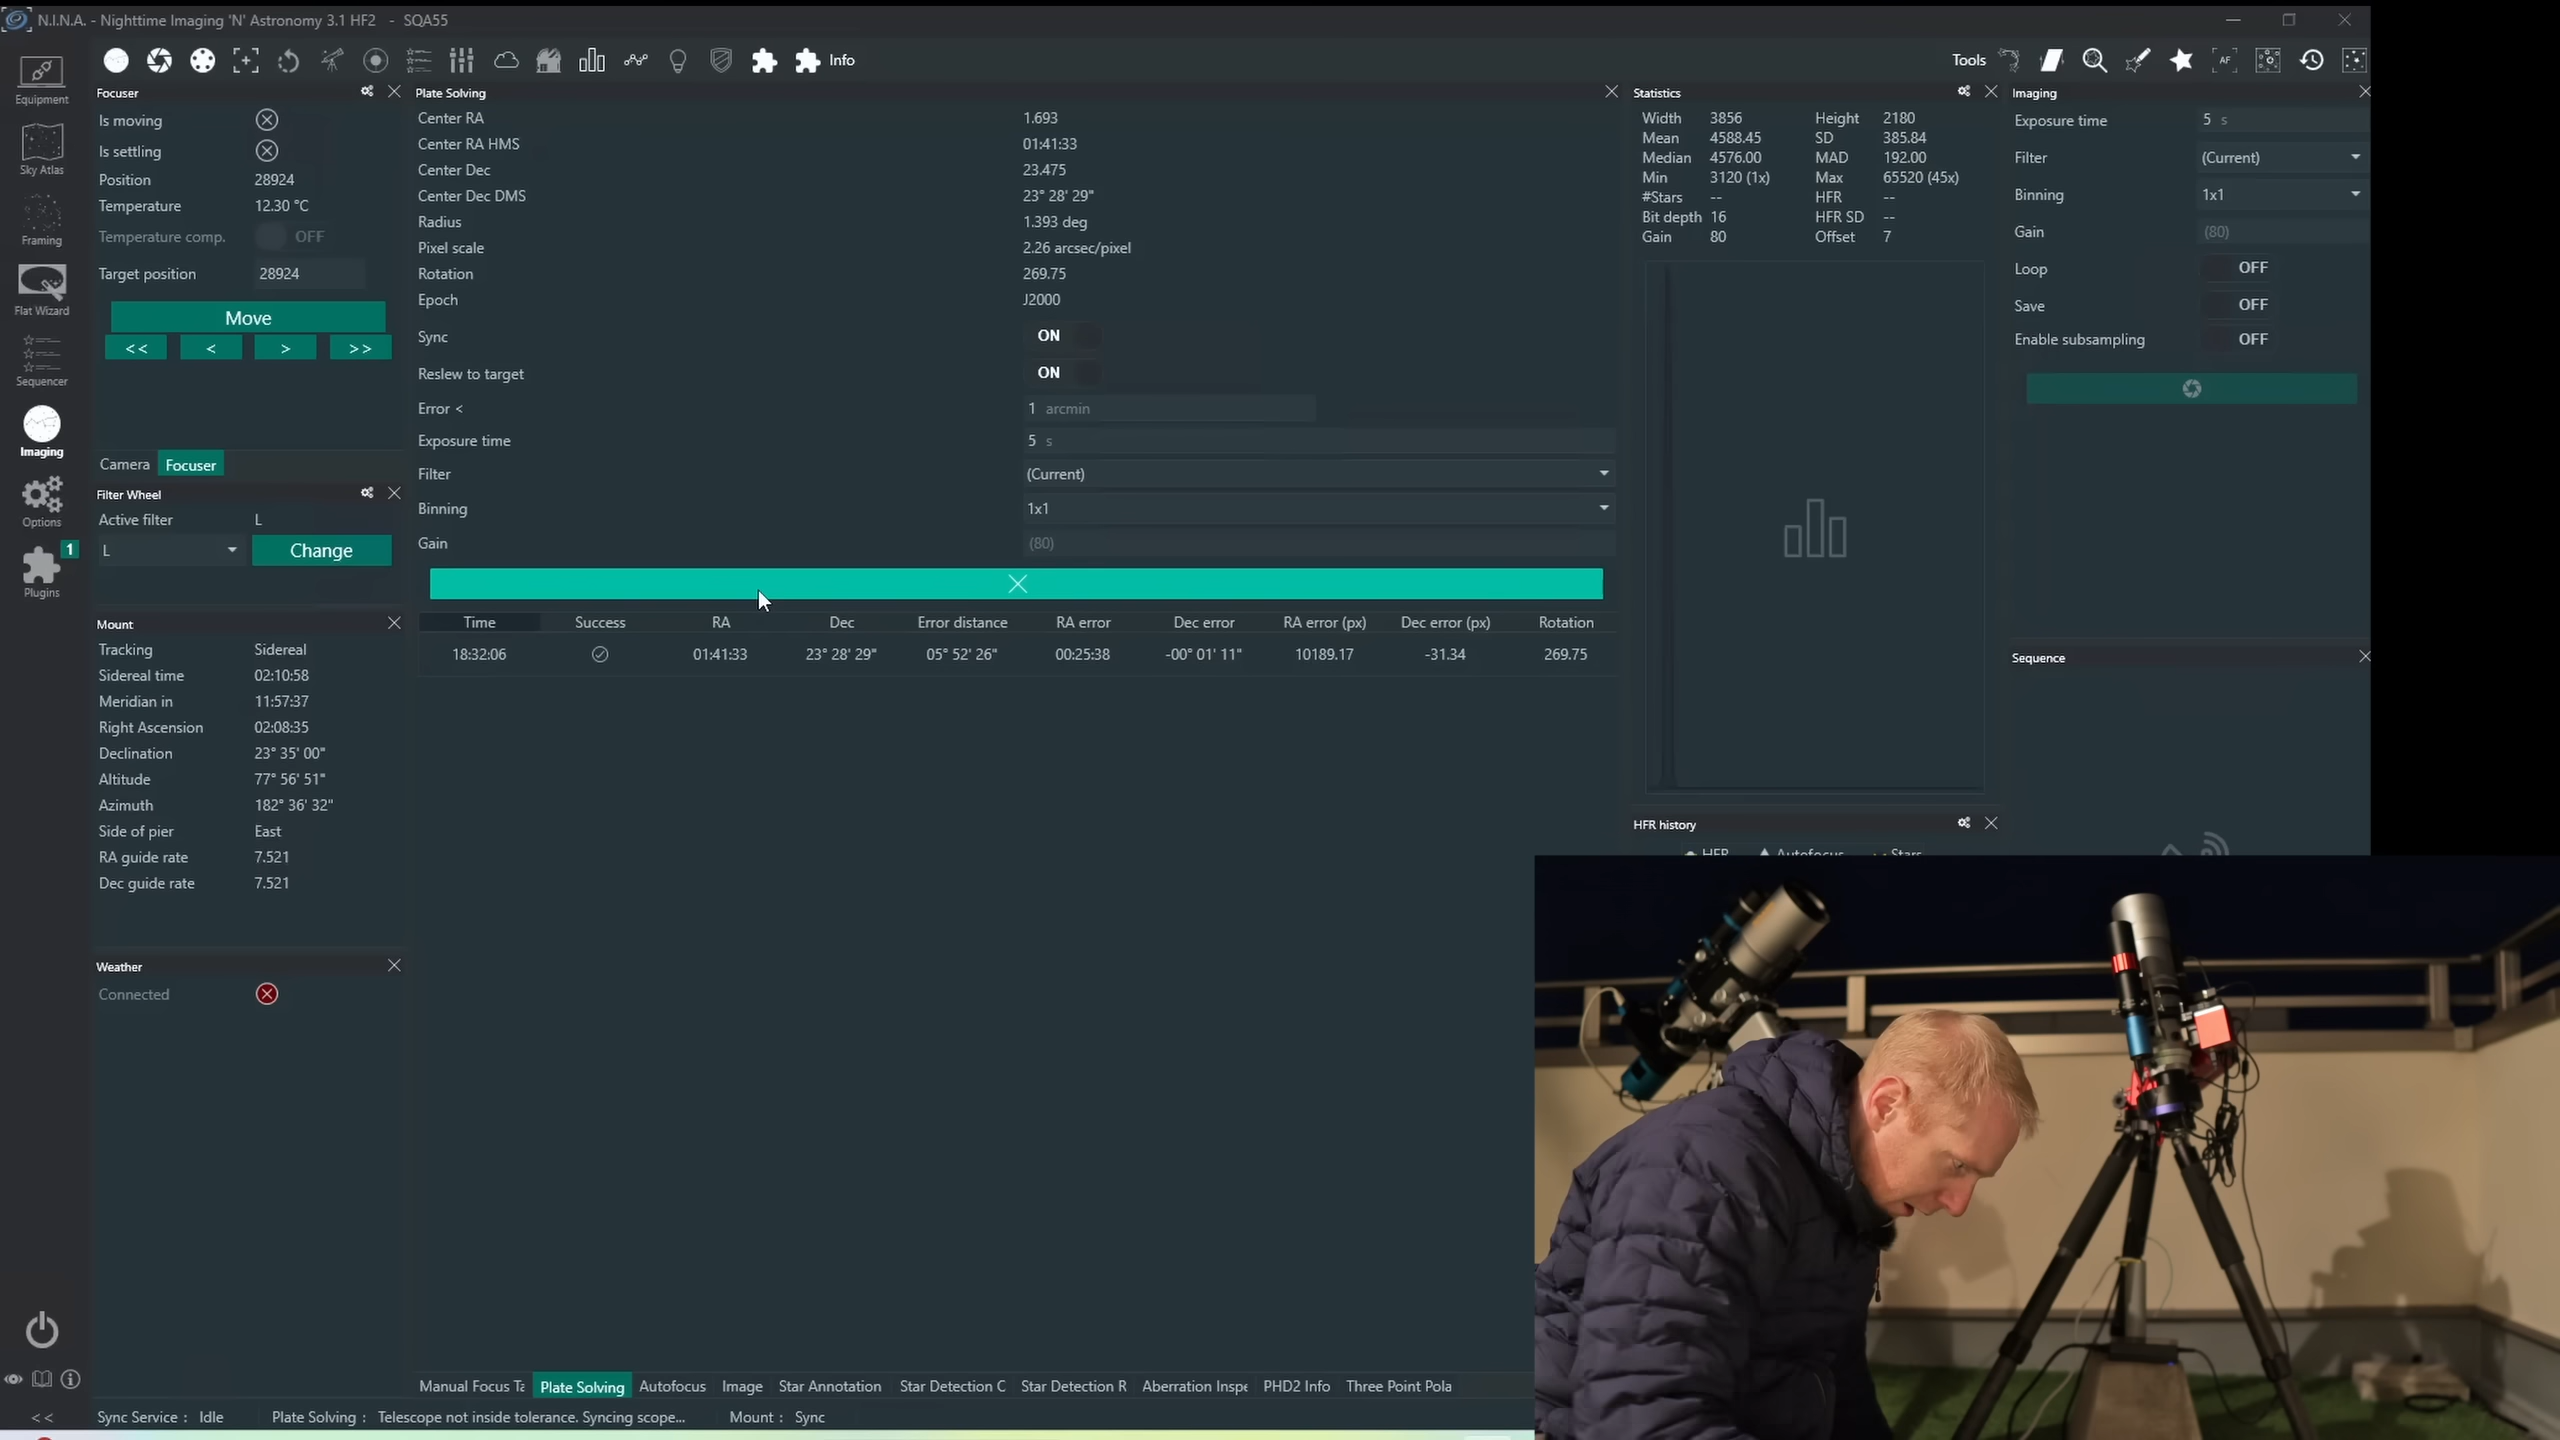 N.I.N.A. - Nighttime Imaging 'N' Astronomy 3.1 HF2 - SQA55
Equipment
Sky Atlas
Framing
Flat Wizard
Sequencer
Imaging
Options
1
Plugins
<<
Info
Tools
AF
Focuser
Is moving
Is settling
Position 28924
Temperature 12.30 °C
Temperature comp. OFF
Target position 28924
Move
<< < > >>
Camera Focuser
Filter Wheel
Active filter L
L Change
Mount
Tracking Sidereal
Sidereal time 02:10:58
Meridian in 11:57:37
Right Ascension 02:08:35
Declination 23° 35' 00"
Altitude 77° 56' 51"
Azimuth 182° 36' 32"
Side of pier East
RA guide rate 7.521
Dec guide rate 7.521
Weather
Connected
Plate Solving
Center RA 1.693
Center RA HMS 01:41:33
Center Dec 23.475
Center Dec DMS 23° 28' 29"
Radius 1.393 deg
Pixel scale 2.26 arcsec/pixel
Rotation 269.75
Epoch J2000
Sync ON
Reslew to target ON
Error < 1 arcmin
Exposure time 5 s
Filter (Current)
Binning 1x1
Gain (80)
Time Success RA Dec Error distance RA error Dec error RA error (px) Dec error (px) Rotation
18:32:06 01:41:33 23° 28' 29" 05° 52' 26" 00:25:38 -00° 01' 11" 10189.17 -31.34 269.75
Manual Focus Ta Plate Solving Autofocus Image Star Annotation Star Detection C Star Detection R Aberration Inspe PHD2 Info Three Point Pola
Statistics
Width 3856 Height 2180
Mean 4588.45 SD 385.84
Median 4576.00 MAD 192.00
Min 3120 (1x) Max 65520 (45x)
#Stars -- HFR --
Bit depth 16 HFR SD --
Gain 80 Offset 7
HFR history
HFR Autofocus Stars
Imaging
Exposure time 5 s
Filter (Current)
Binning 1x1
Gain (80)
Loop OFF
Save OFF
Enable subsampling OFF
Sequence
Sync Service : Idle Plate Solving : Telescope not inside tolerance. Syncing scope... Mount : Sync